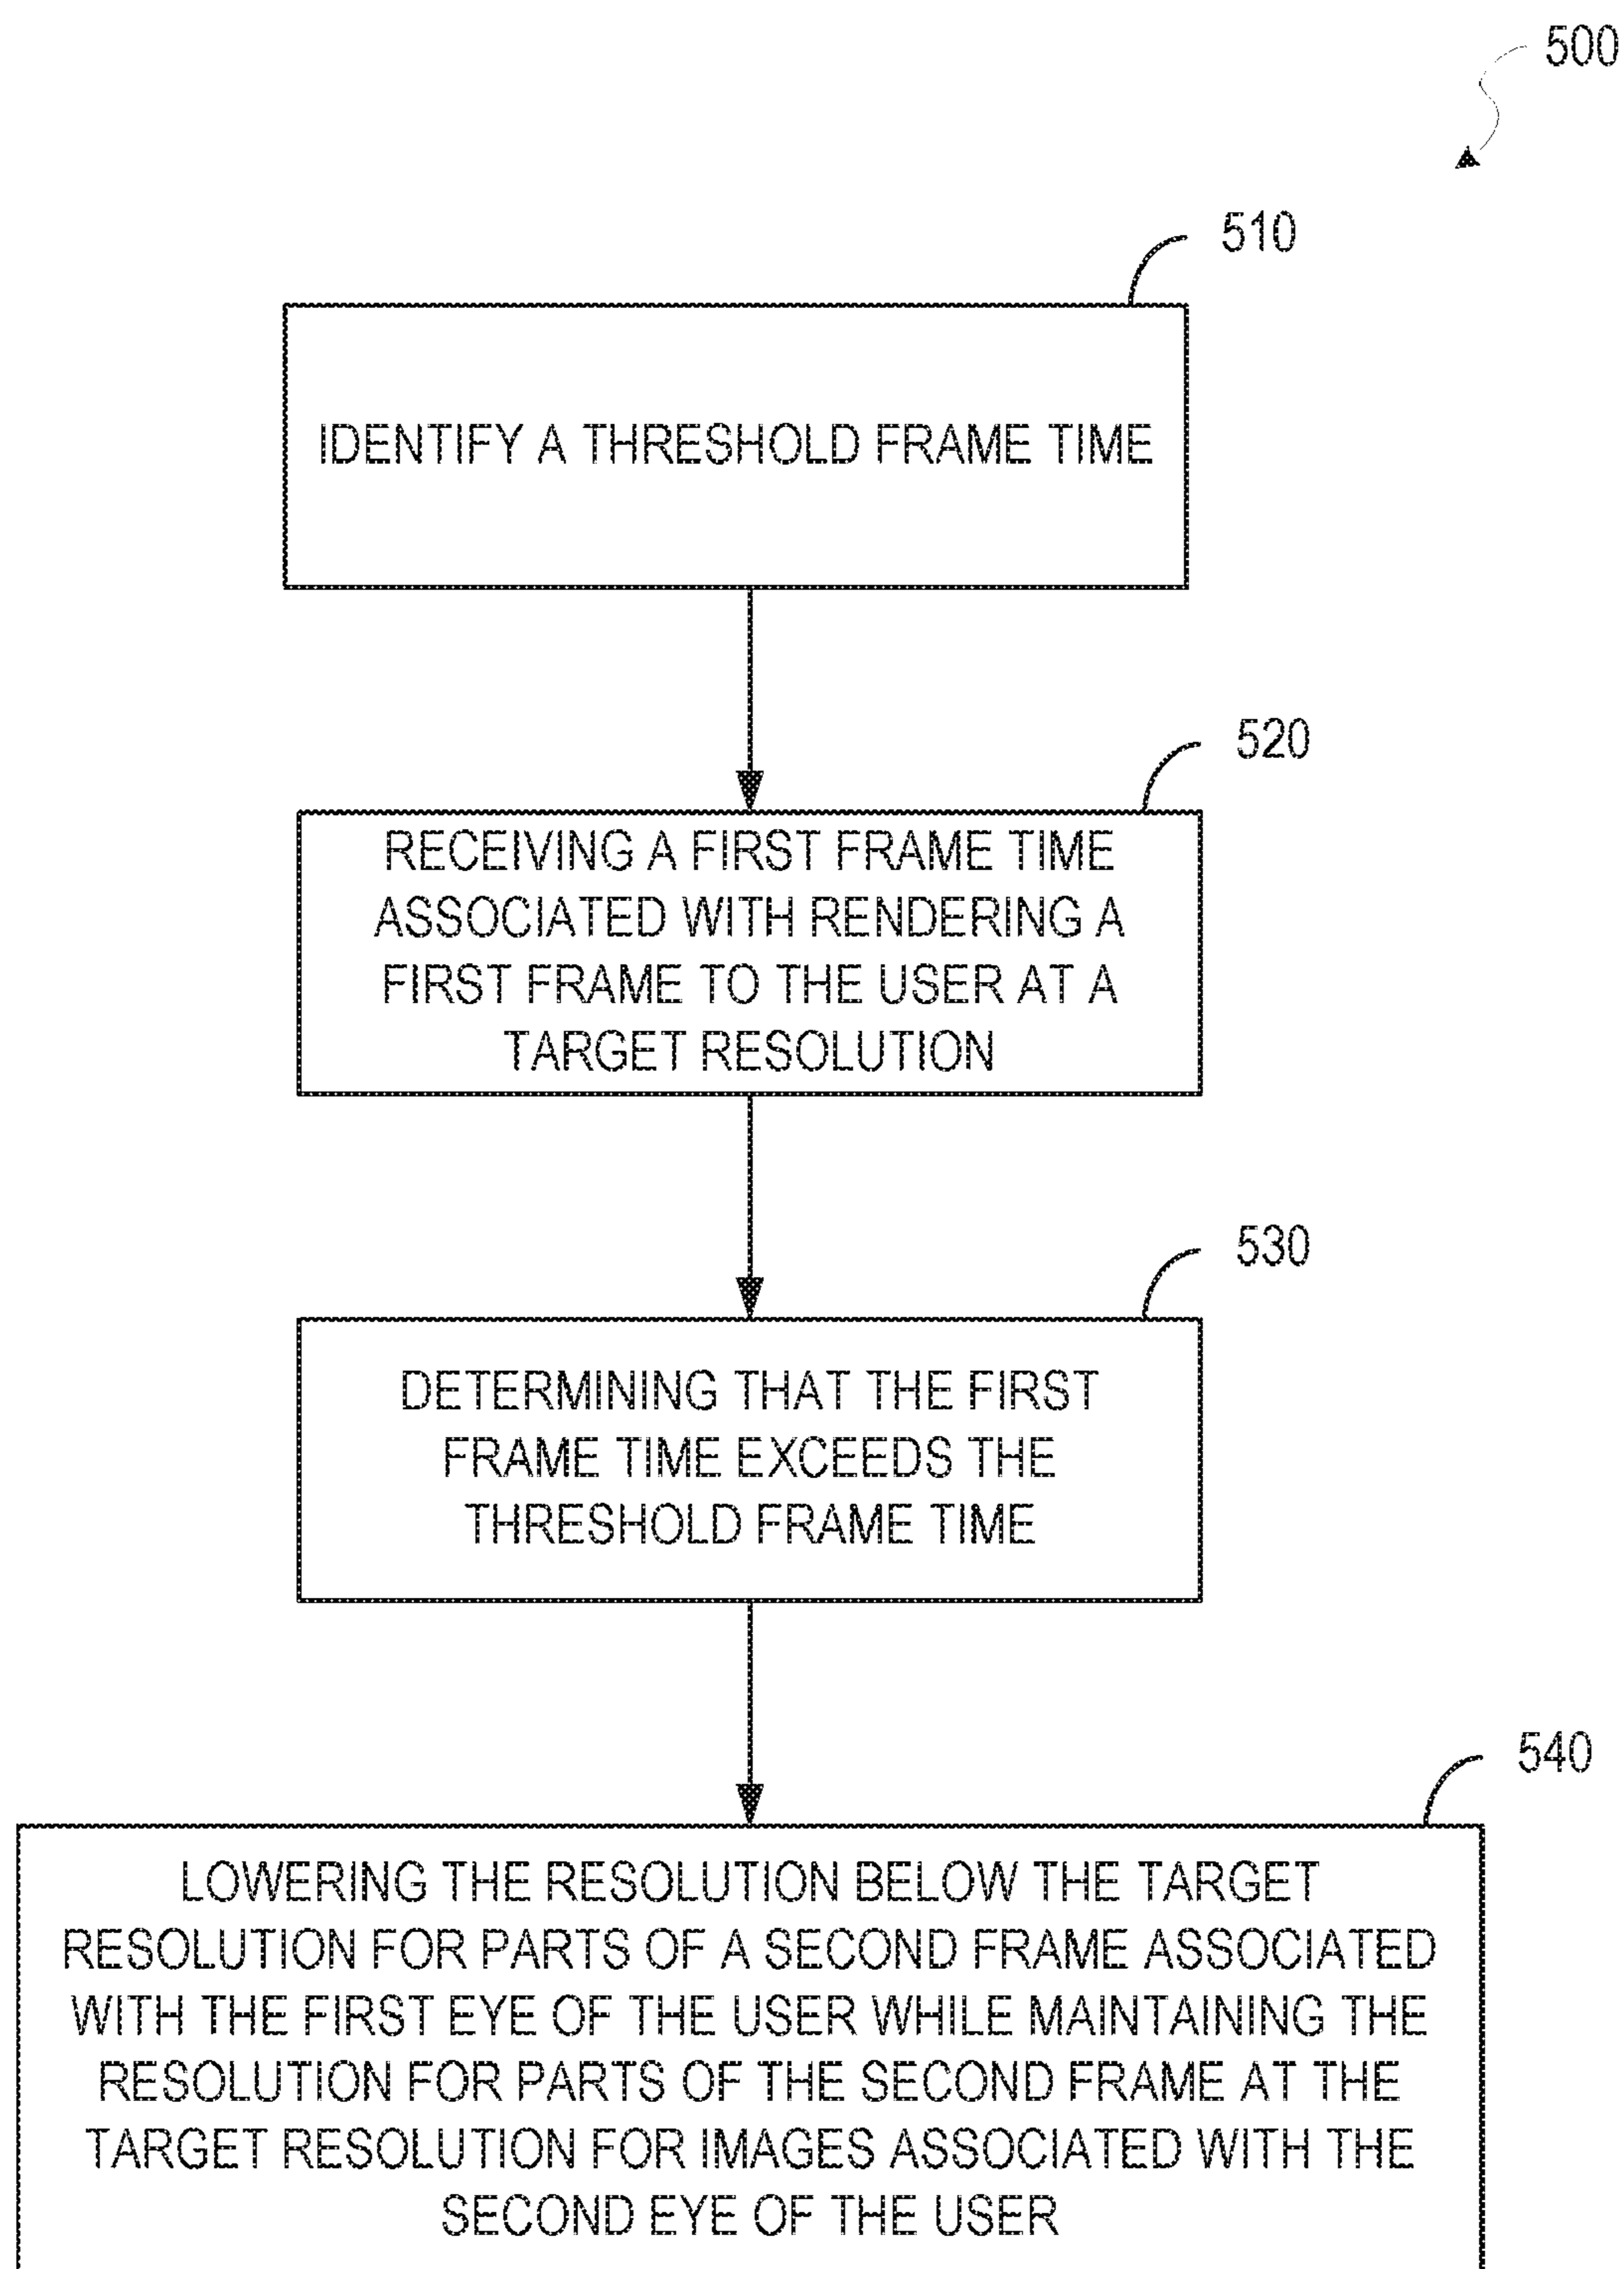 500
510
IDENTIFY A THRESHOLD FRAME TIME
520
RECEIVING A FIRST FRAME TIME
ASSOCIATED WITH RENDERING A
FIRST FRAME TO THE USER AT A
TARGET RESOLUTION
530
DETERMINING THAT THE FIRST
FRAME TIME EXCEEDS THE
THRESHOLD FRAME TIME
540
LOWERING THE RESOLUTION BELOW THE TARGET
RESOLUTION FOR PARTS OF A SECOND FRAME ASSOCIATED
WITH THE FIRST EYE OF THE USER WHILE MAINTAINING THE
RESOLUTION FOR PARTS OF THE SECOND FRAME AT THE
TARGET RESOLUTION FOR IMAGES ASSOCIATED WITH THE
SECOND EYE OF THE USER